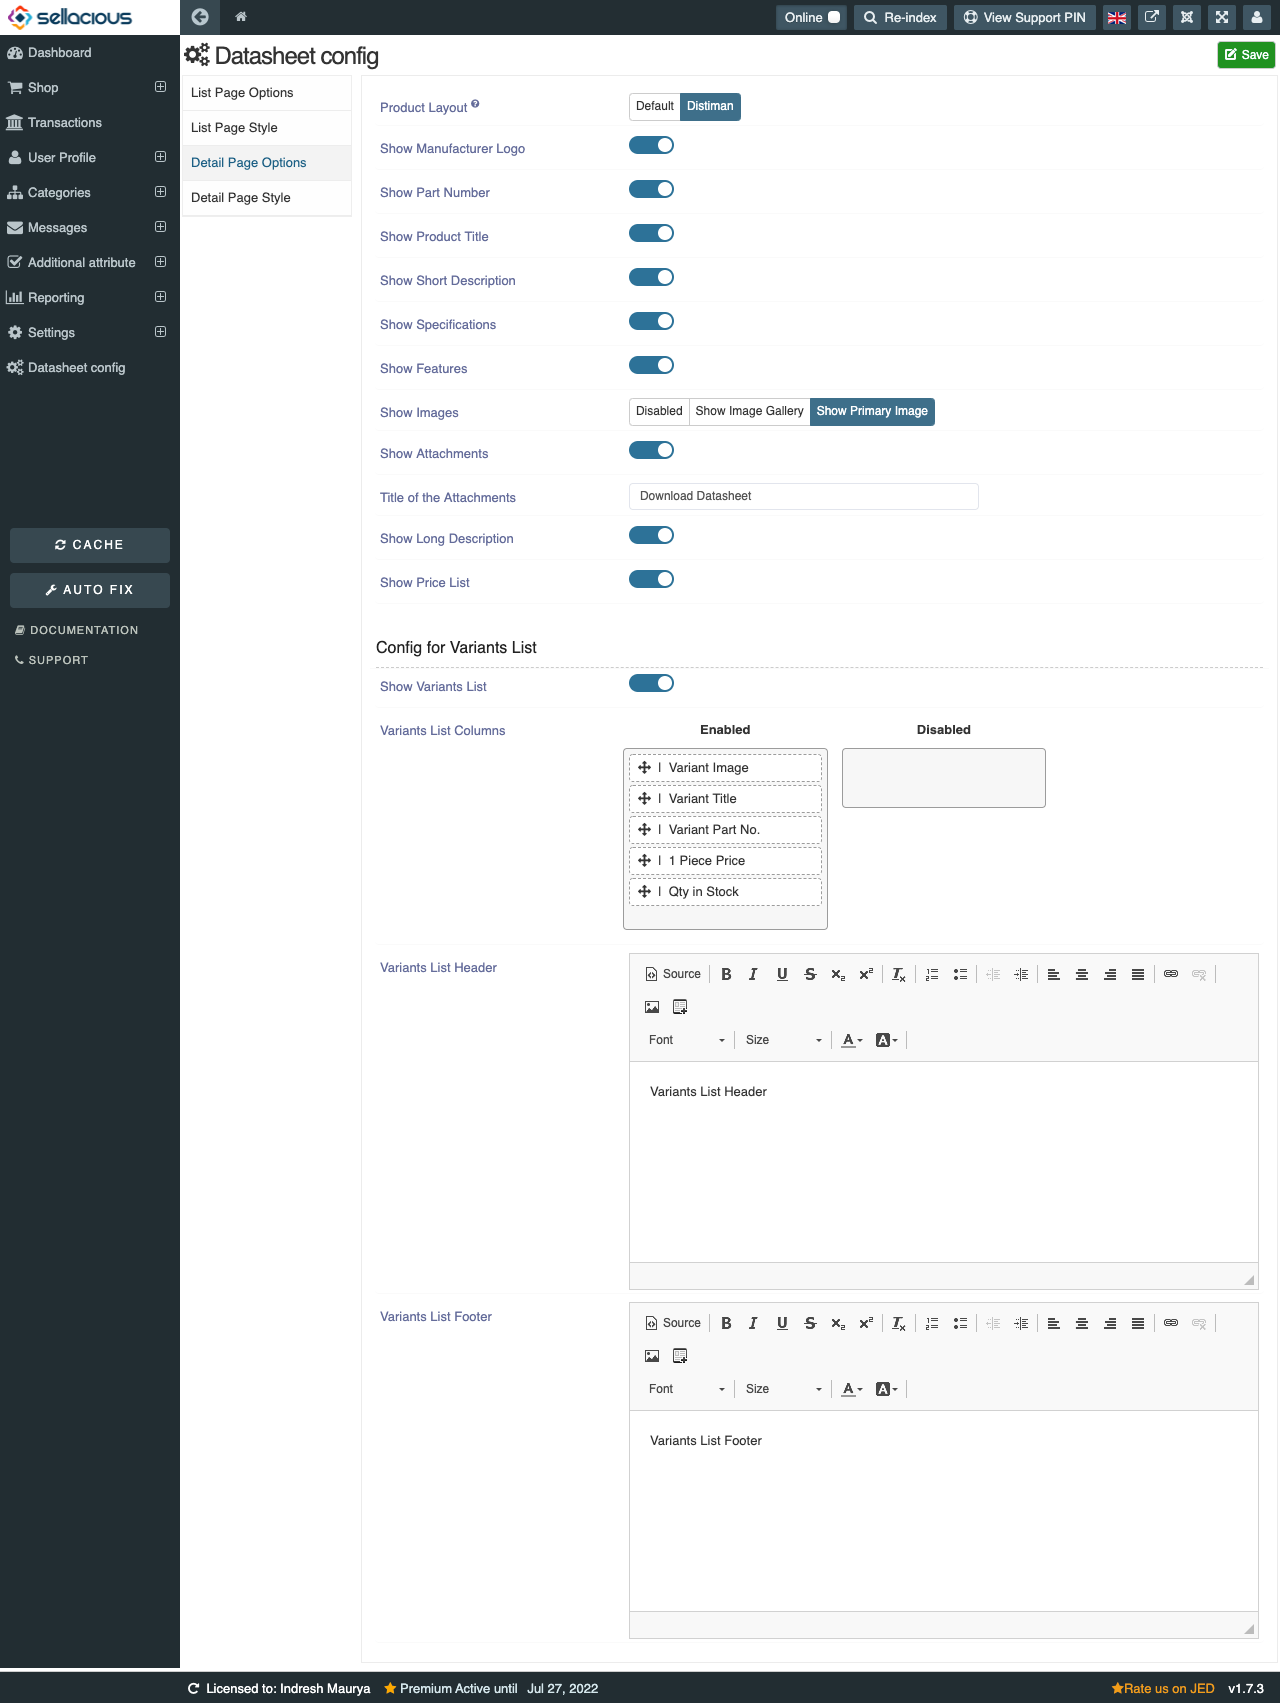 sellacious
Online Re-index View Support PIN
Dashboard
Shop
Transactions
User Profile
Categories
Messages
Additional attribute
Reporting
Settings
Datasheet config
CACHE
AUTO FIX
DOCUMENTATION
SUPPORT
Datasheet config
Save
List Page Options
List Page Style
Detail Page Options
Detail Page Style
Product Layout ? Default Distiman
Show Manufacturer Logo
Show Part Number
Show Product Title
Show Short Description
Show Specifications
Show Features
Show Images Disabled Show Image Gallery Show Primary Image
Show Attachments
Title of the Attachments Download Datasheet
Show Long Description
Show Price List
Config for Variants List
Show Variants List
Variants List Columns Enabled Disabled
| Variant Image
| Variant Title
| Variant Part No.
| 1 Piece Price
| Qty in Stock
Variants List Header Source B I U S x₂ x² Tx
Font Size A A
Variants List Header
Variants List Footer Source B I U S x₂ x² Tx
Font Size A A
Variants List Footer
Licensed to: Indresh Maurya Premium Active until Jul 27, 2022 Rate us on JED v1.7.3